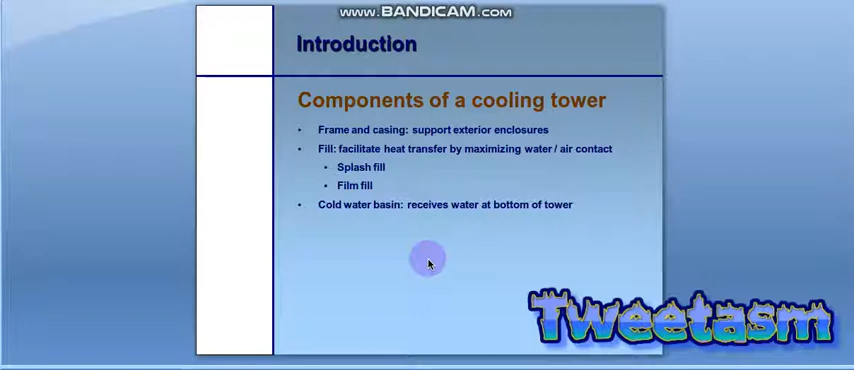 www.BANDICAM.com
Introduction
Components of a cooling tower
• Frame and casing: support exterior enclosures
• Fill: facilitate heat transfer by maximizing water / air contact
• Splash fill
• Film fill
• Cold water basin: receives water at bottom of tower
Tweetasm